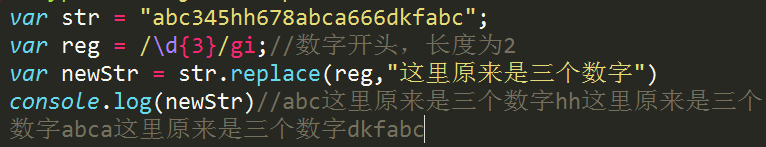 var str = "abc345hh678abca666dkfabc";
var reg = /\d{3}/gi;//数字开头，长度为2
var newStr = str.replace(reg,"这里原来是三个数字")
console.log(newStr)//abc这里原来是三个数字hh这里原来是三个
数字abca这里原来是三个数字dkfabc